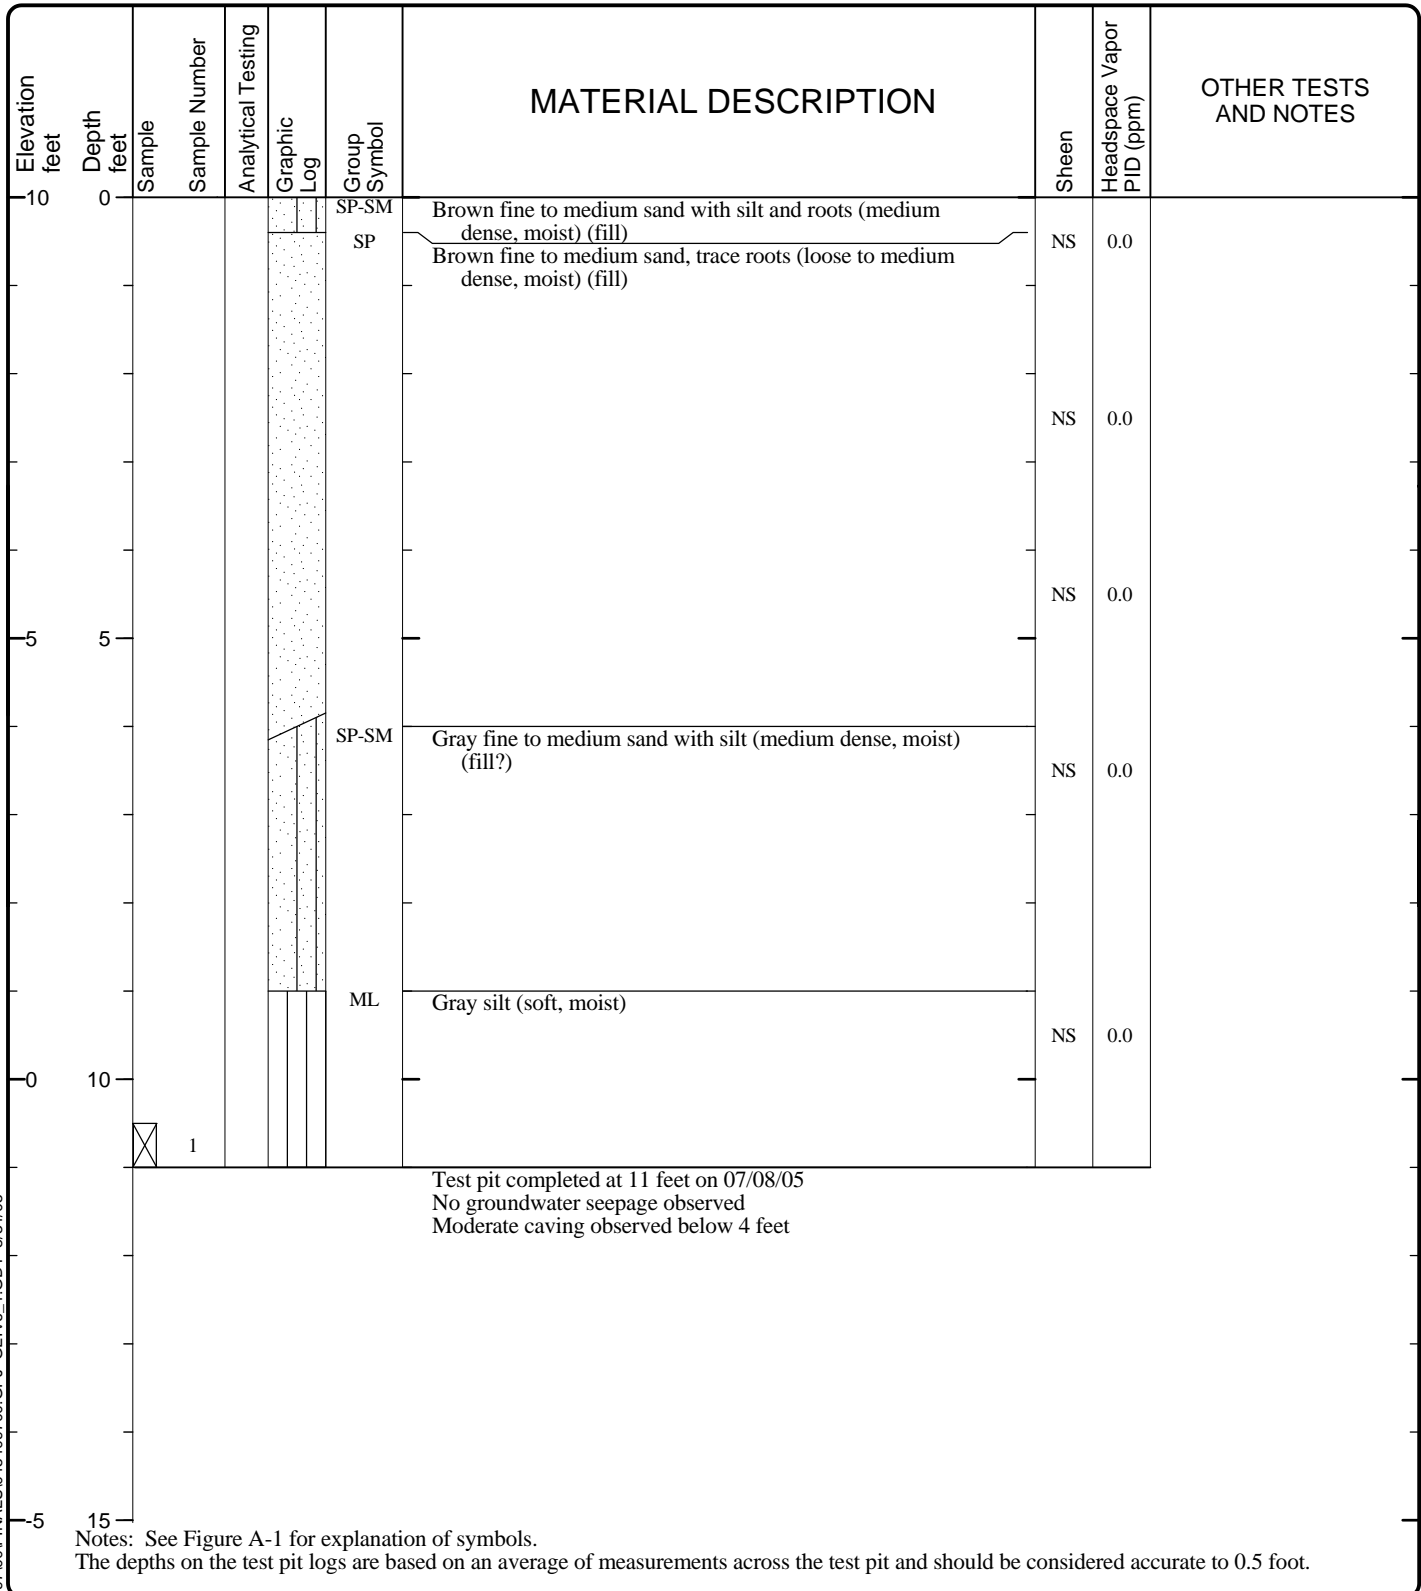 Elevation
feet
Depth
feet
Sample
Sample Number
Analytical Testing
Graphic
Log
Group
Symbol
MATERIAL DESCRIPTION
Sheen
Headspace Vapor
PID (ppm)
OTHER TESTS
AND NOTES
10 0
SP-SM Brown fine to medium sand with silt and roots (medium
dense, moist) (fill)
SP NS 0.0
Brown fine to medium sand, trace roots (loose to medium
dense, moist) (fill)
NS 0.0
NS 0.0
5 5
SP-SM Gray fine to medium sand with silt (medium dense, moist)
(fill?)
NS 0.0
ML Gray silt (soft, moist)
NS 0.0
0 10
1
Test pit completed at 11 feet on 07/08/05
No groundwater seepage observed
Moderate caving observed below 4 feet
-5 15
Notes: See Figure A-1 for explanation of symbols.
The depths on the test pit logs are based on an average of measurements across the test pit and should be considered accurate to 0.5 foot.